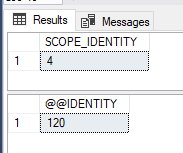 Results Messages
SCOPE_IDENTITY
1 4
@@IDENTITY
1 120